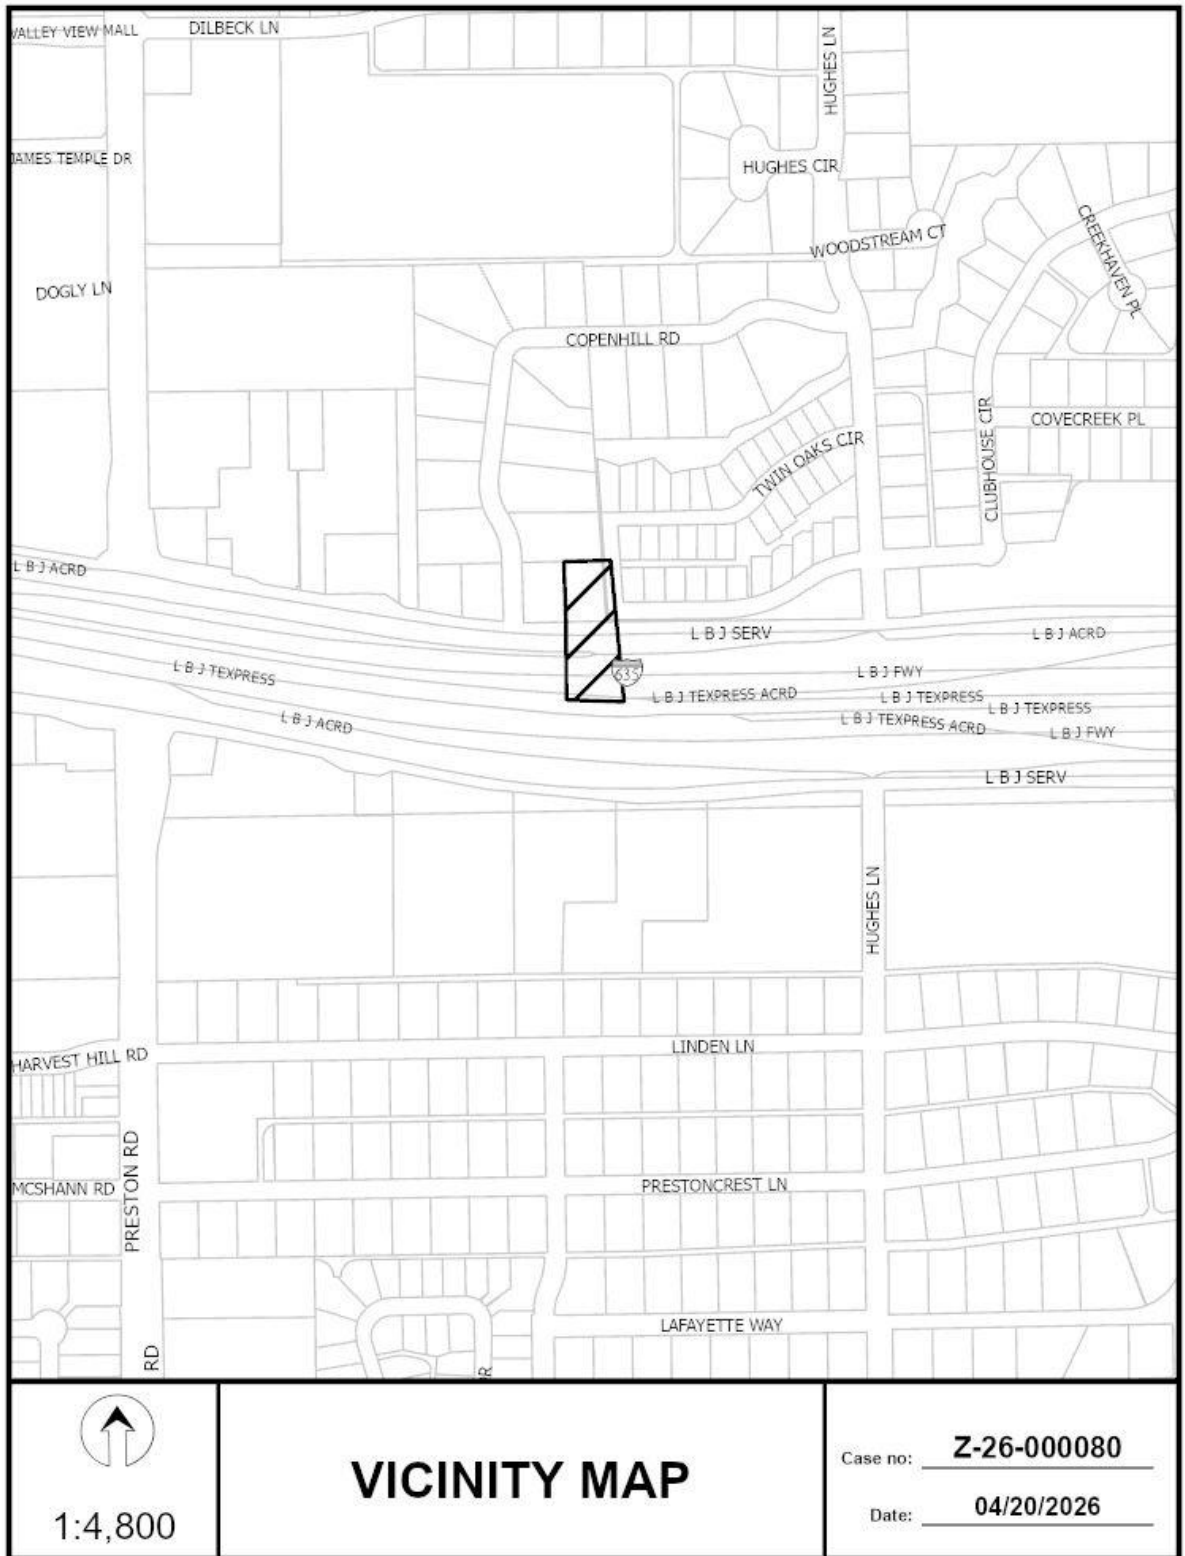 VALLEY VIEW MALL
DILBECK LN
HUGHES LN
JAMES TEMPLE DR
HUGHES CIR
WOODSTREAM CT
CREEKHAVEN PL
DOGLY LN
COPENHILL RD
COVECREEK PL
CLUBHOUSE CIR
TWIN OAKS CIR
L B J ACRD
L B J SERV
L B J ACRD
L B J TEXPRESS
635
L B J FWY
L B J TEXPRESS ACRD
L B J TEXPRESS
L B J TEXPRESS
L B J ACRD
L B J TEXPRESS ACRD
L B J FWY
L B J SERV
HUGHES LN
LINDEN LN
HARVEST HILL RD
PRESTON RD
MCSHANN RD
PRESTONCREST LN
LAFAYETTE WAY
RD
R
1:4,800
VICINITY MAP
Case no: Z-26-000080
Date: 04/20/2026